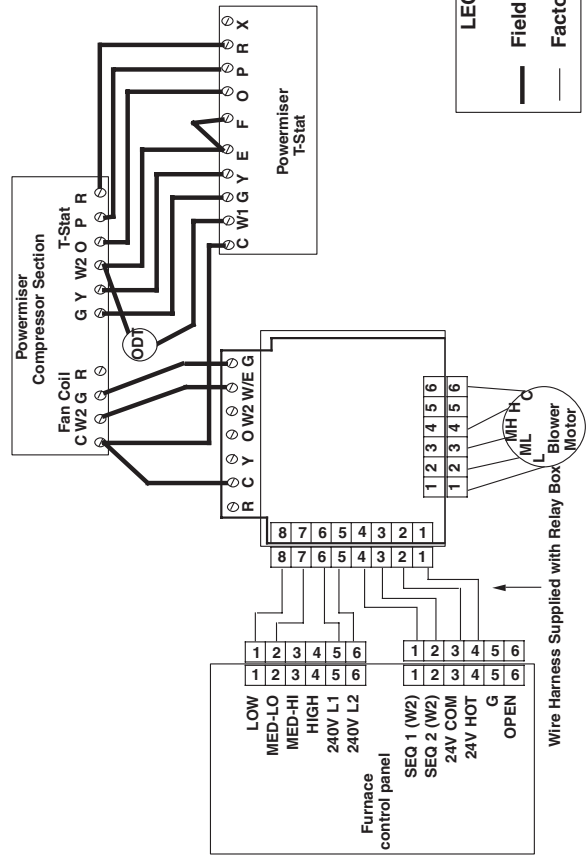 Powermiser
Compressor Section
Fan Coil
T-Stat
C W2 G R
G Y W2 O P R
ODT
C W1 G Y E F O P R X
Powermiser
T-Stat
LEG
Field
Facto
R C Y O W2 W/E G
8 7 6 5 4 3 2 1
8 7 6 5 4 3 2 1
1 2 3 4 5 6
1 2 3 4 5 6
L ML MH H C
Blower
Motor
Furnace
control panel
LOW 1 1
MED-LO 2 2
MED-HI 3 3
HIGH 4 4
240V L1 5 5
240V L2 6 6
SEQ 1 (W2) 1 1
SEQ 2 (W2) 2 2
24V COM 3 3
24V HOT 4 4
G 5 5
OPEN 6 6
Wire Harness Supplied with Relay Box